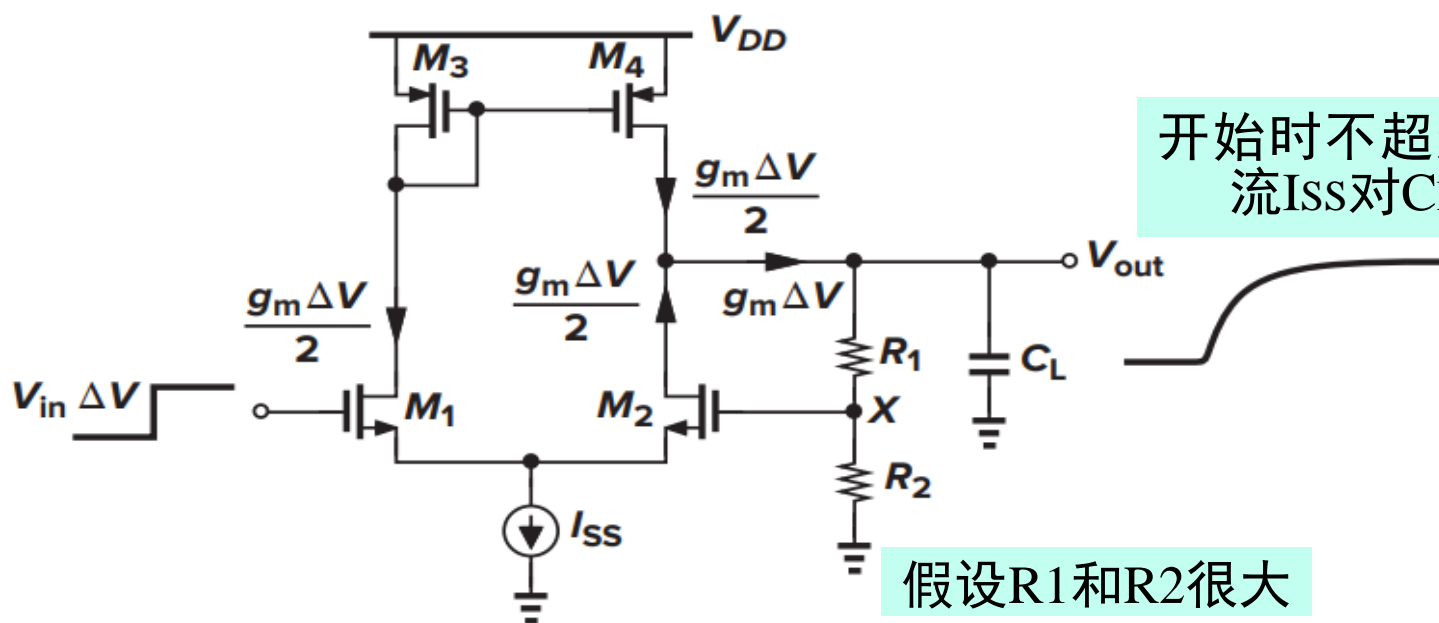 V_DD
M_3
M_4
开始时不超
流Iss对C
g_mΔV
2
V_out
g_mΔV
2
g_mΔV
2
g_mΔV
R_1
C_L
V_in ΔV
M_1
M_2
X
R_2
I_SS
假设R1和R2很大